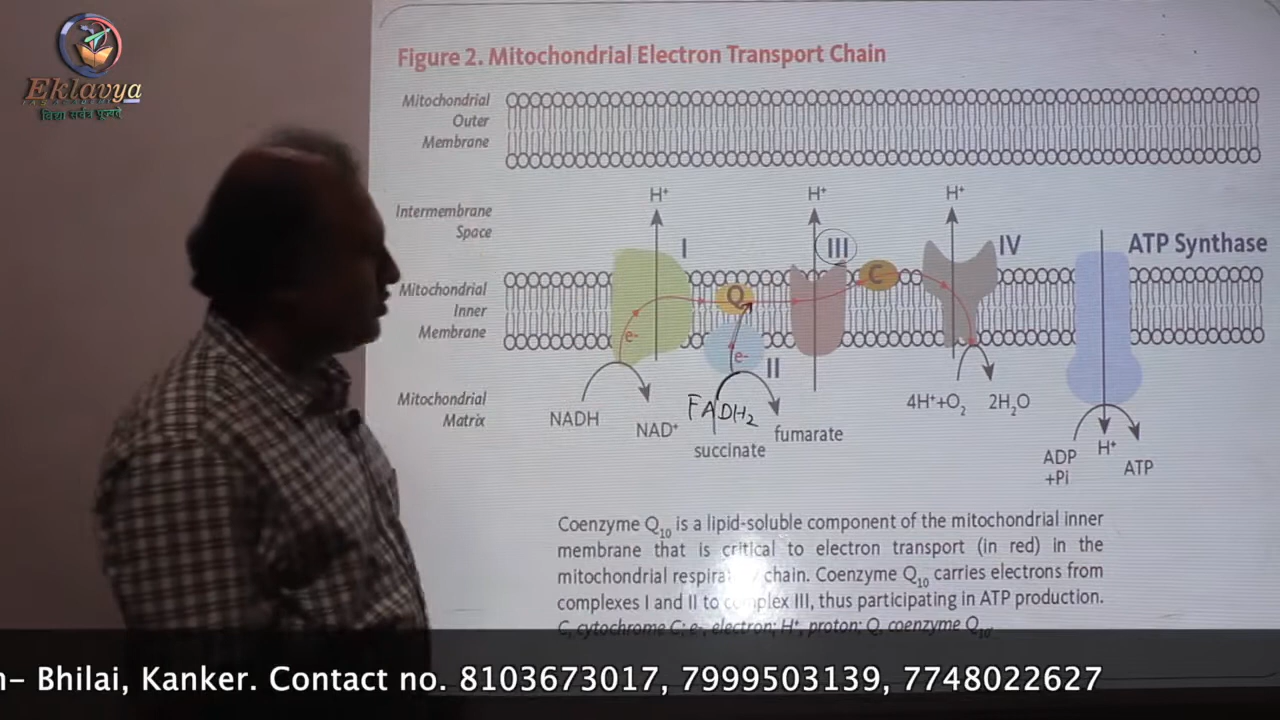 Eklavya
विद्या सर्वत्र पूज्यते
Figure 2. Mitochondrial Electron Transport Chain
Mitochondrial
Outer
Membrane
Intermembrane
Space
Mitochondrial
Inner
Membrane
Mitochondrial
Matrix
H⁺
H⁺
H⁺
I
III
IV
ATP Synthase
Q
C
e-
e-
II
NADH
NAD⁺
FADH₂
succinate
fumarate
4H⁺+O₂
2H₂O
ADP
+Pi
H⁺
ATP
Coenzyme Q₁₀ is a lipid-soluble component of the mitochondrial inner
membrane that is critical to electron transport (in red) in the
mitochondrial chain. Coenzyme Q₁₀ carries electrons from
complexes I and II to complex III, thus participating in ATP production.
C, cytochrome C; e-, electron; H⁺, proton; Q, coenzyme Q₁₀.
Bhilai, Kanker. Contact no. 8103673017, 7999503139, 7748022627